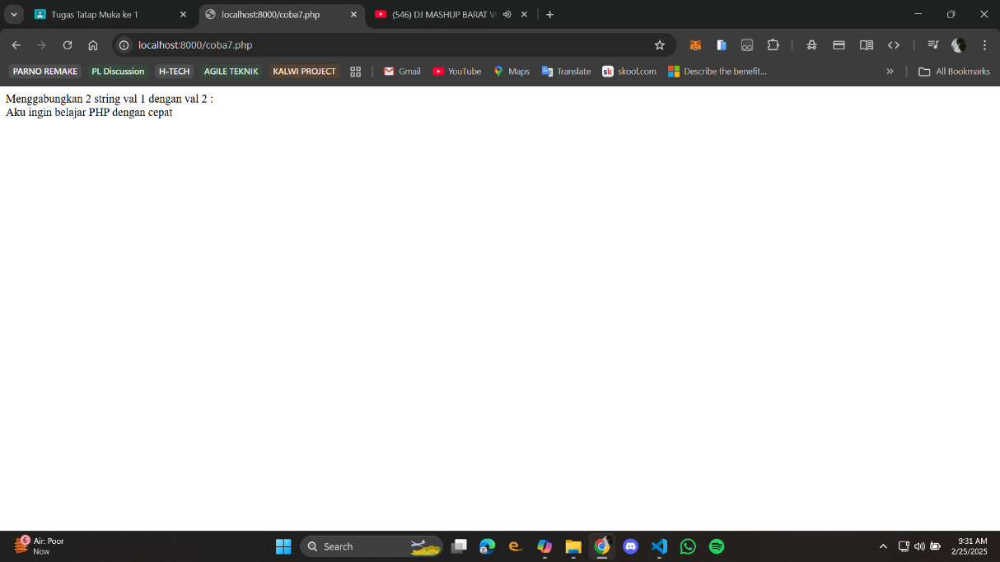 Tugas Tatap Muka ke 1
localhost:8000/coba7.php
(546) DJ MASHUP BARAT
localhost:8000/coba7.php
PARNO REMAKE
PL Discussion
H-TECH
AGILE TEKNIK
KALWI PROJECT
Gmail
YouTube
Maps
Translate
sk skool.com
Describe the benefit...
All Bookmarks
Menggabungkan 2 string val 1 dengan val 2 :
Aku ingin belajar PHP dengan cepat
6
Air: Poor
Now
Search
9:31 AM
2/25/2025